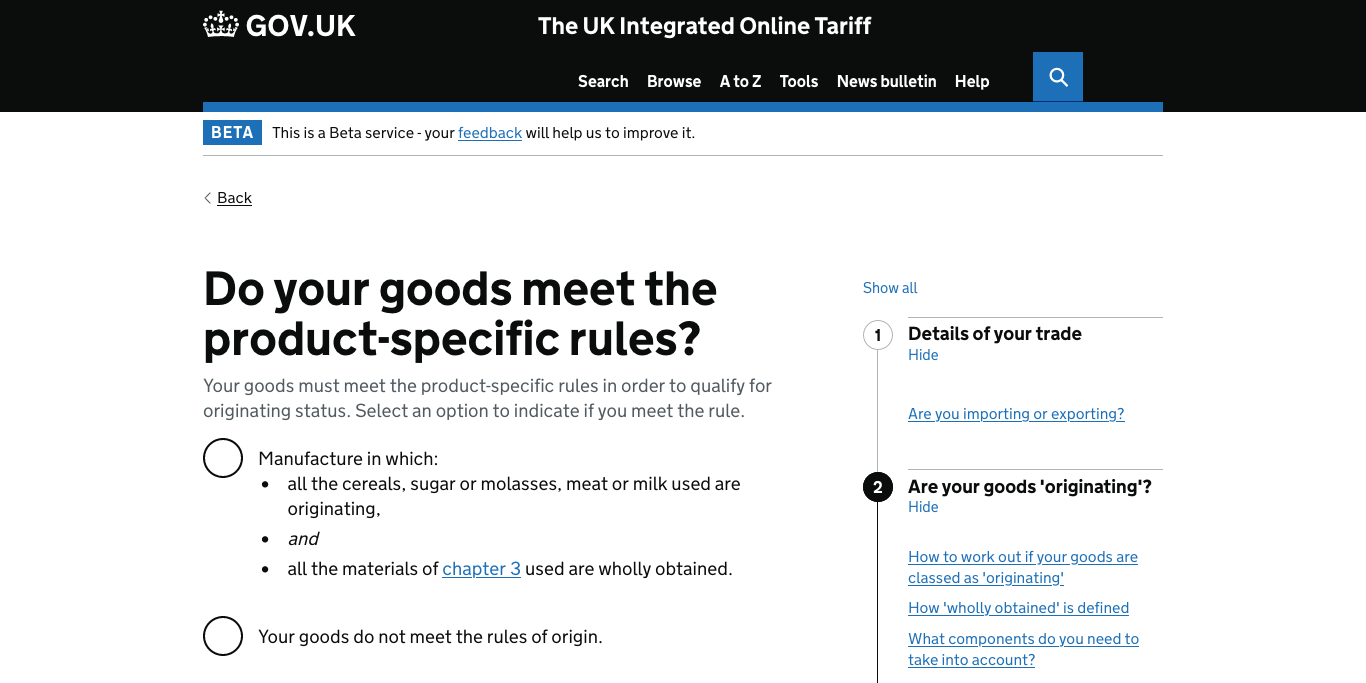 GOV.UK
The UK Integrated Online Tariff
Search Browse A to Z Tools News bulletin Help
BETA This is a Beta service - your feedback will help us to improve it.
Back
Do your goods meet the
product-specific rules?
Your goods must meet the product-specific rules in order to qualify for
originating status. Select an option to indicate if you meet the rule.
Manufacture in which:
• all the cereals, sugar or molasses, meat or milk used are
originating,
• and
• all the materials of chapter 3 used are wholly obtained.
Your goods do not meet the rules of origin.
Show all
1 Details of your trade
Hide
Are you importing or exporting?
2 Are your goods 'originating'?
Hide
How to work out if your goods are
classed as 'originating'
How 'wholly obtained' is defined
What components do you need to
take into account?